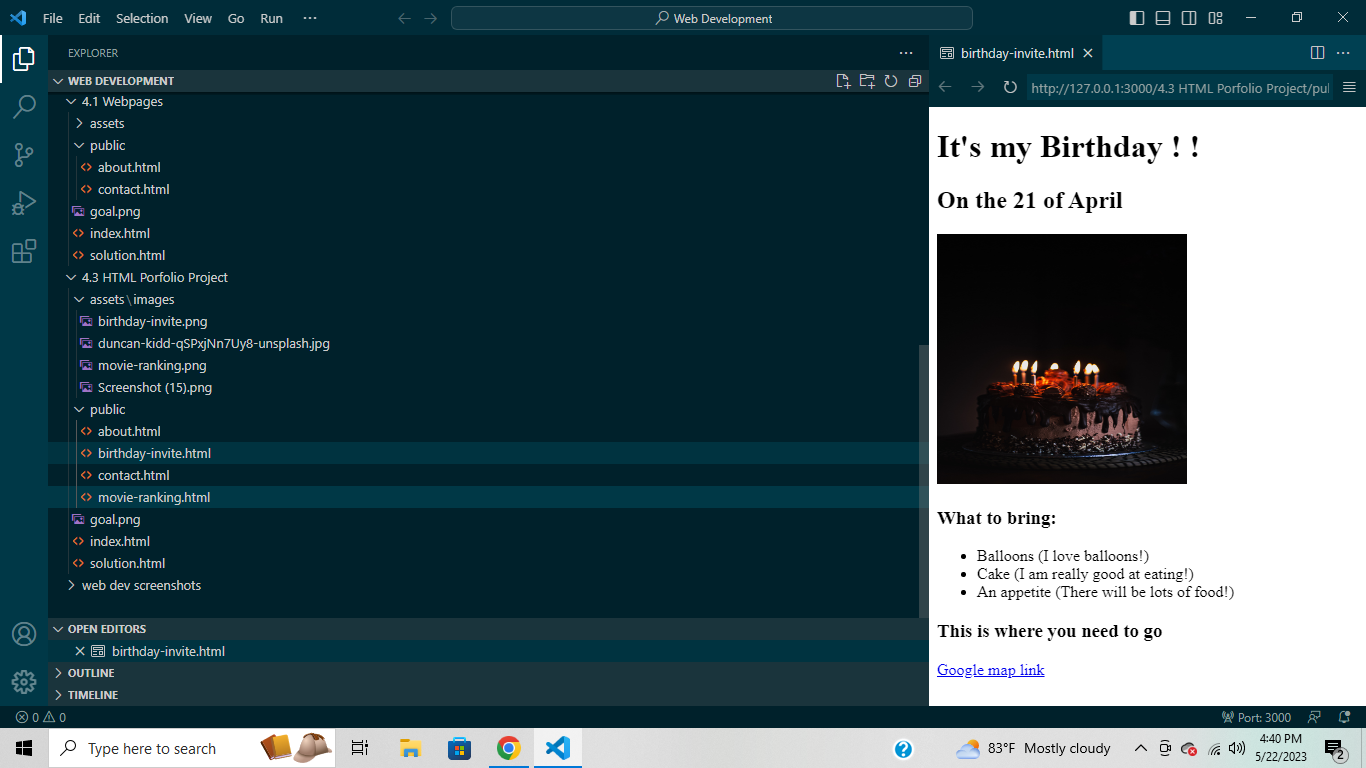 File Edit Selection View Go Run ··· Web Development
EXPLORER ···
WEB DEVELOPMENT
4.1 Webpages
assets
public
about.html
contact.html
goal.png
index.html
solution.html
4.3 HTML Porfolio Project
assets\images
birthday-invite.png
duncan-kidd-qSPxjNn7Uy8-unsplash.jpg
movie-ranking.png
Screenshot (15).png
public
about.html
birthday-invite.html
contact.html
movie-ranking.html
goal.png
index.html
solution.html
web dev screenshots
OPEN EDITORS
birthday-invite.html
OUTLINE
TIMELINE
birthday-invite.html
http://127.0.0.1:3000/4.3 HTML Porfolio Project/pul
It's my Birthday ! !
On the 21 of April
What to bring:
Balloons (I love balloons!)
Cake (I am really good at eating!)
An appetite (There will be lots of food!)
This is where you need to go
Google map link
0 0 Port: 3000
Type here to search 83°F Mostly cloudy 4:40 PM
5/22/2023
2